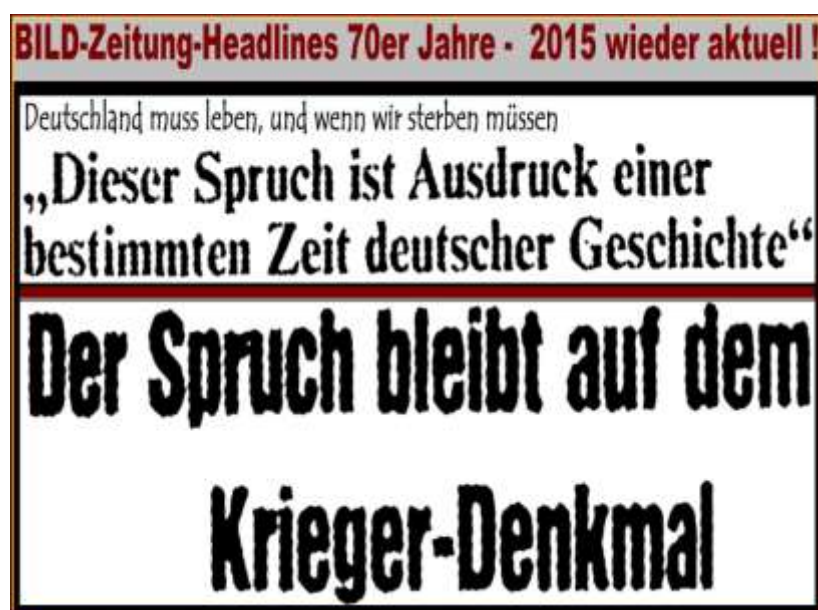 BILD-Zeitung-Headlines 70er Jahre - 2015 wieder aktuell !
Deutschland muss leben, und wenn wir sterben müssen
„Dieser Spruch ist Ausdruck einer
bestimmten Zeit deutscher Geschichte“
Der Spruch bleibt auf dem
Krieger-Denkmal